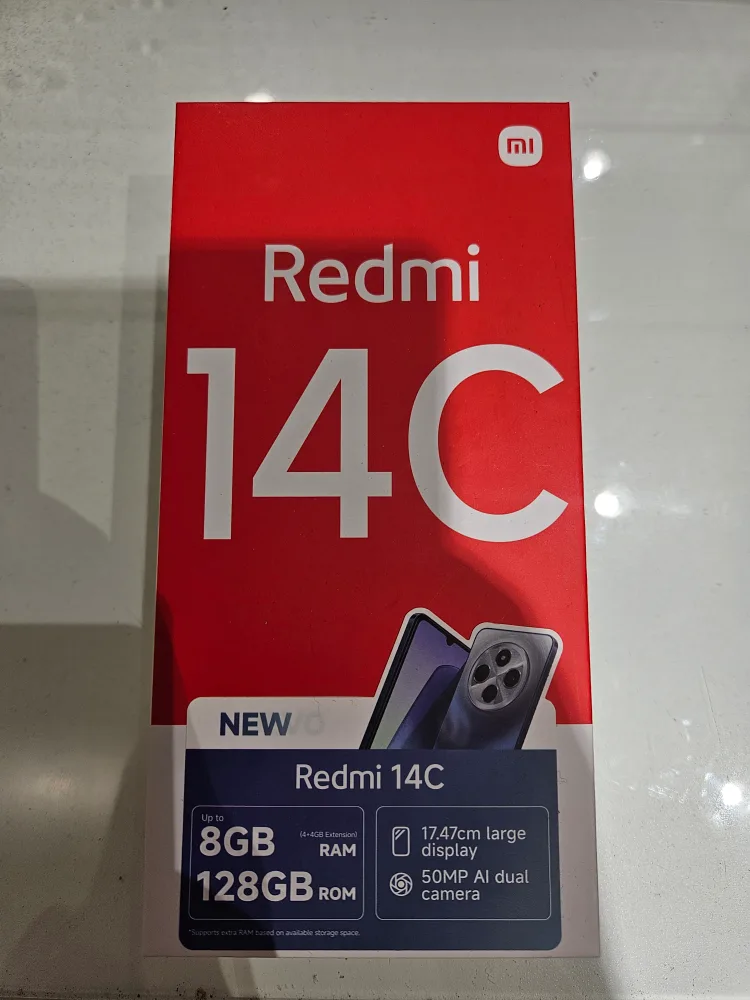 mi
Redmi
14C
NEW
Redmi 14C
Up to
8GB (4+4GB Extension) RAM
128GB ROM
17.47cm large
display
50MP AI dual
camera
*Supports extra RAM based on available storage space.